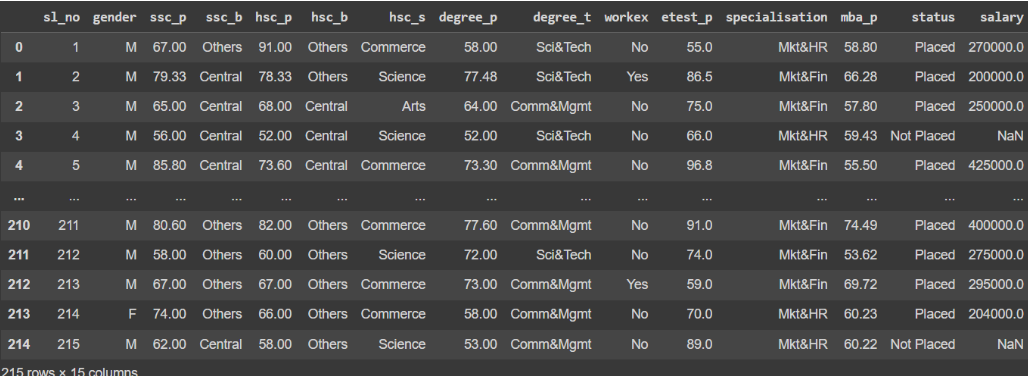 sl_no gender ssc_p ssc_b hsc_p hsc_b hsc_s degree_p degree_t workex etest_p specialisation mba_p status salary
0 1 M 67.00 Others 91.00 Others Commerce 58.00 Sci&Tech No 55.0 Mkt&HR 58.80 Placed 270000.0
1 2 M 79.33 Central 78.33 Others Science 77.48 Sci&Tech Yes 86.5 Mkt&Fin 66.28 Placed 200000.0
2 3 M 65.00 Central 68.00 Central Arts 64.00 Comm&Mgmt No 75.0 Mkt&Fin 57.80 Placed 250000.0
3 4 M 56.00 Central 52.00 Central Science 52.00 Sci&Tech No 66.0 Mkt&HR 59.43 Not Placed NaN
4 5 M 85.80 Central 73.60 Central Commerce 73.30 Comm&Mgmt No 96.8 Mkt&Fin 55.50 Placed 425000.0
... ... ... ... ... ... ... ... ... ... ... ... ... ... ... ...
210 211 M 80.60 Others 82.00 Others Commerce 77.60 Comm&Mgmt No 91.0 Mkt&Fin 74.49 Placed 400000.0
211 212 M 58.00 Others 60.00 Others Science 72.00 Sci&Tech No 74.0 Mkt&Fin 53.62 Placed 275000.0
212 213 M 67.00 Others 67.00 Others Commerce 73.00 Comm&Mgmt Yes 59.0 Mkt&Fin 69.72 Placed 295000.0
213 214 F 74.00 Others 66.00 Others Commerce 58.00 Comm&Mgmt No 70.0 Mkt&HR 60.23 Placed 204000.0
214 215 M 62.00 Central 58.00 Others Science 53.00 Comm&Mgmt No 89.0 Mkt&HR 60.22 Not Placed NaN
215 rows × 15 columns